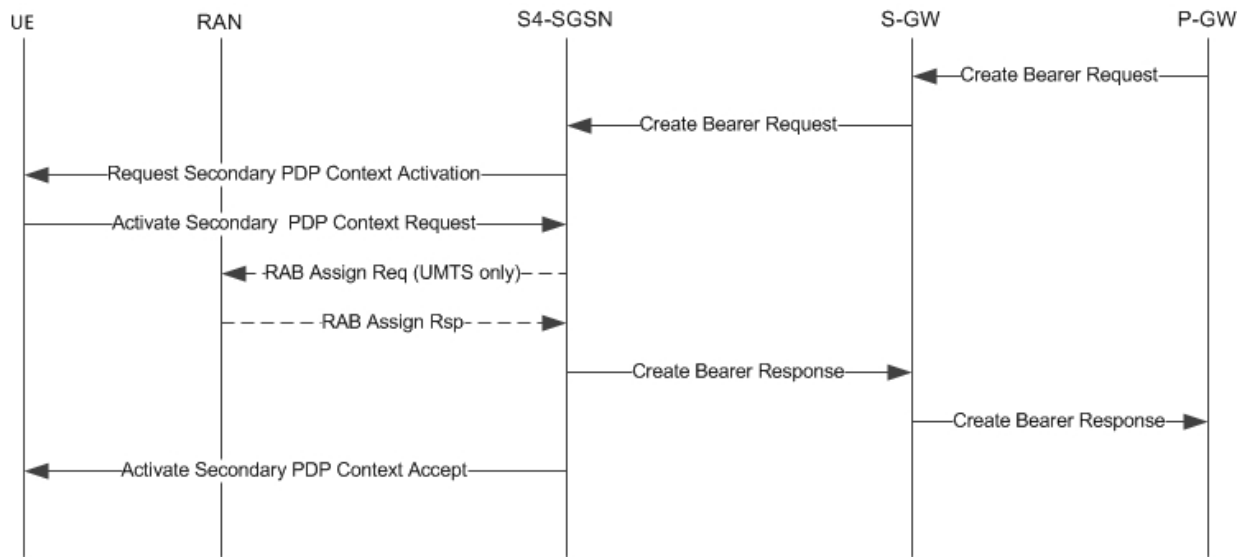 UE RAN S4-SGSN S-GW P-GW
Create Bearer Request
Create Bearer Request
Request Secondary PDP Context Activation
Activate Secondary PDP Context Request
RAB Assign Req (UMTS only)
RAB Assign Rsp
Create Bearer Response
Create Bearer Response
Activate Secondary PDP Context Accept